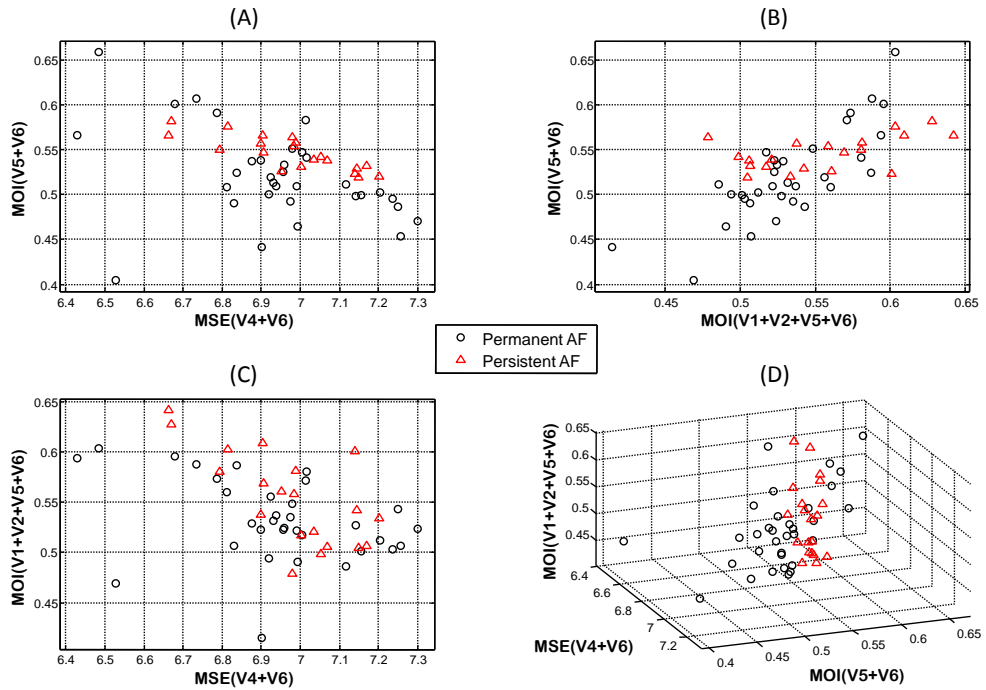 (A)
0.65
0.6
0.55
0.5
0.45
0.4
MOI(V5+V6)
6.4 6.5 6.6 6.7 6.8 6.9 7 7.1 7.2 7.3
MSE(V4+V6)
(B)
0.65
0.6
0.55
0.5
0.45
0.4
MOI(V5+V6)
0.45 0.5 0.55 0.6 0.65
MOI(V1+V2+V5+V6)
Permanent AF
Persistent AF
(C)
0.65
0.6
0.55
0.5
0.45
MOI(V1+V2+V5+V6)
6.4 6.5 6.6 6.7 6.8 6.9 7 7.1 7.2 7.3
MSE(V4+V6)
(D)
0.65
0.6
0.55
0.5
0.45
MOI(V1+V2+V5+V6)
6.4
6.6
6.8
7
7.2
MSE(V4+V6)
0.4 0.45 0.5 0.55 0.6 0.65
MOI(V5+V6)